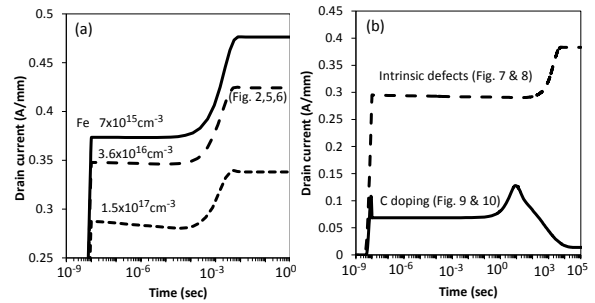 (a)
0.5
0.45
0.4
0.35
0.3
0.25
Drain current (A/mm)
Fe 7x10¹⁵cm⁻³
3.6x10¹⁶cm⁻³
1.5x10¹⁷cm⁻³
(Fig. 2,5,6)
10⁻⁹ 10⁻⁶ 10⁻³ 10⁰
Time (sec)
(b)
0.45
0.4
0.35
0.3
0.25
0.2
0.15
0.1
0.05
0
Drain current (A/mm)
Intrinsic defects (Fig. 7 & 8)
C doping (Fig. 9 & 10)
10⁻⁹ 10⁻⁶ 10⁻³ 10⁰ 10³ 10⁵
Time (sec)